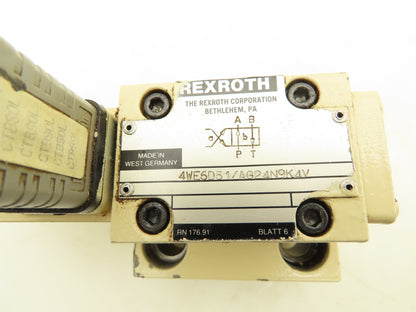 REXROTH
THE REXROTH CORPORATION
BETHLEHEM, PA
A B
a b
P T
MADE IN
WEST GERMANY
4WE6D51/AG24N9K4V
RN 176.91 BLATT 6